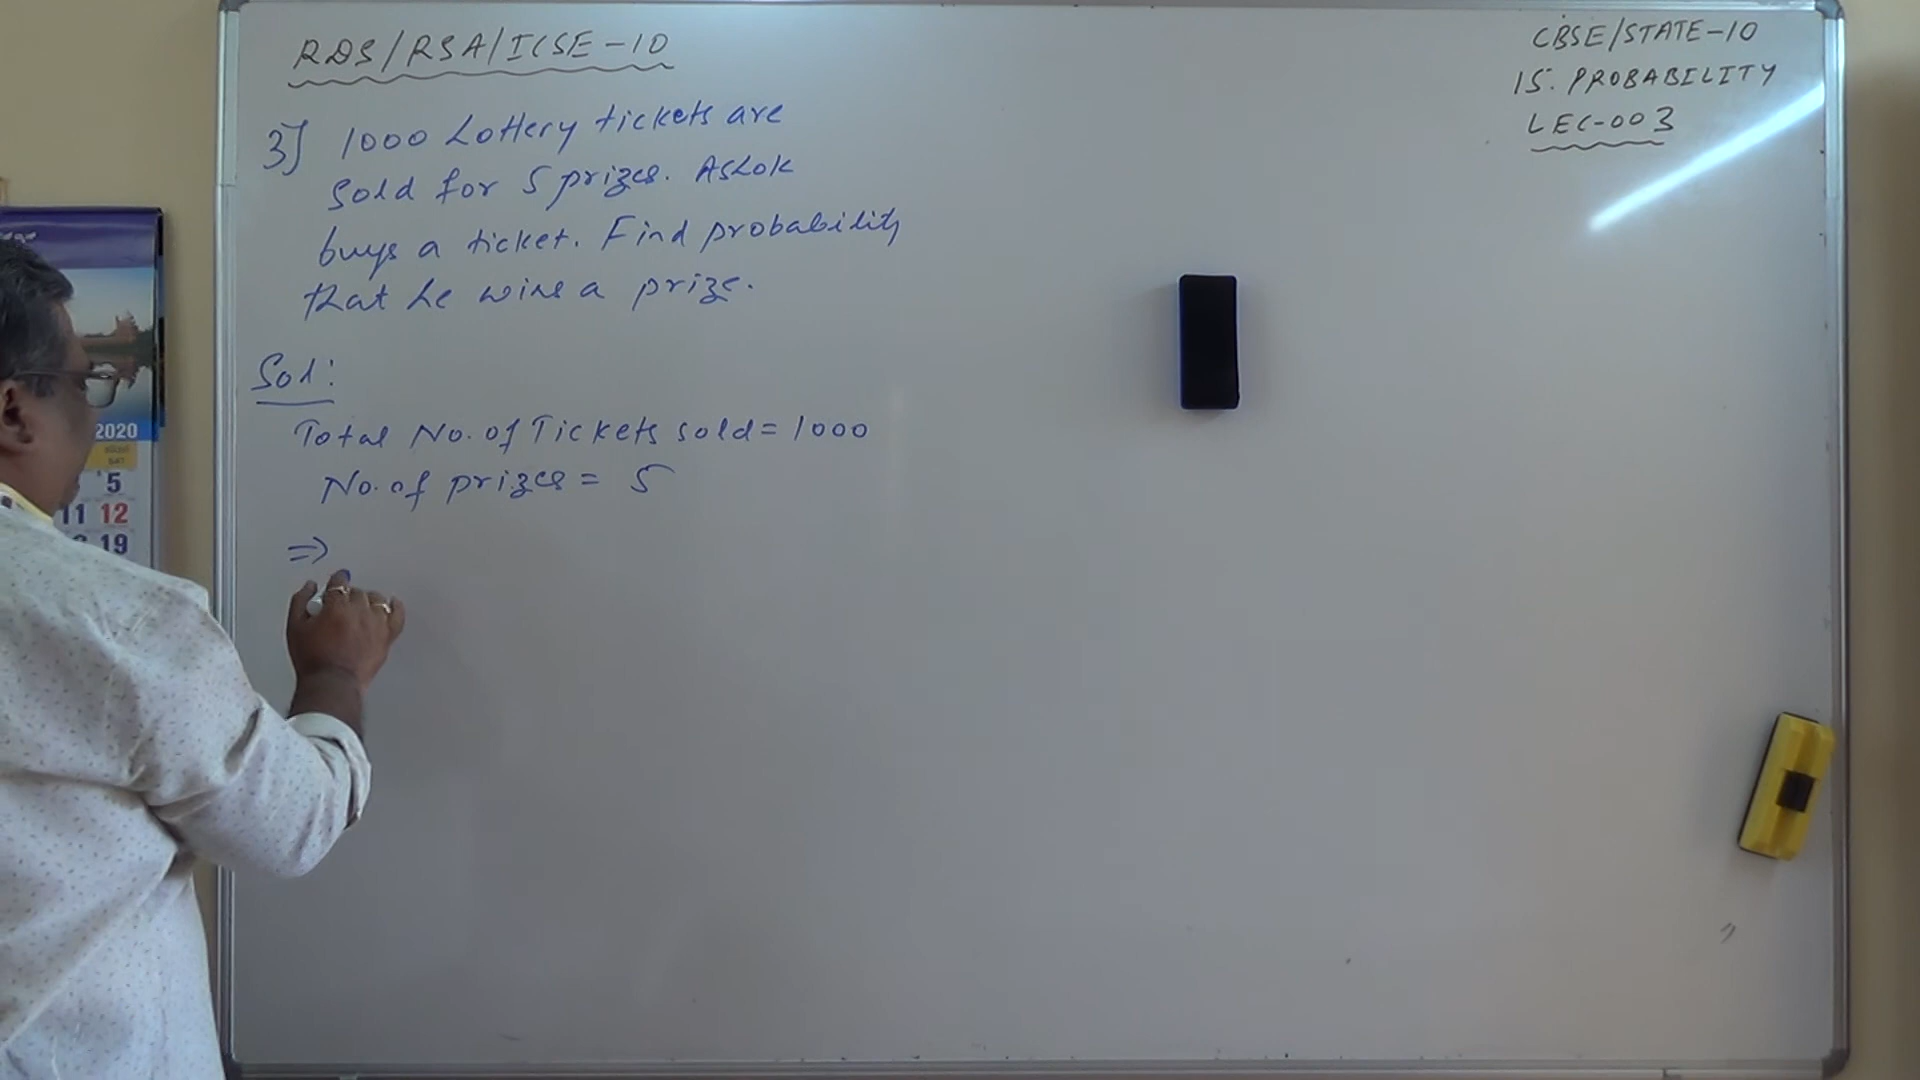 RDS/RSA/ICSE-10
CBSE/STATE-10
15. PROBABILITY
LEC-003
3] 1000 Lottery tickets are
sold for 5 prizes. Ashok
buys a ticket. Find probability
that he wins a prize.
Sol:
Total No. of Tickets sold = 1000
No. of prizes = 5
⇒
2020
SAT
5
11 12
19